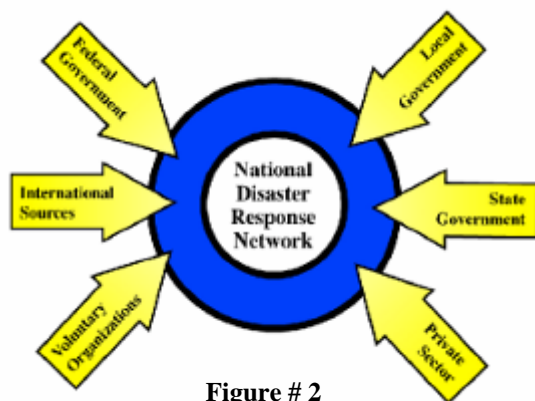 Federal
Government
Local
Government
International
Sources
National
Disaster
Response
Network
State
Government
Voluntary
Organizations
Private
Sector
Figure # 2